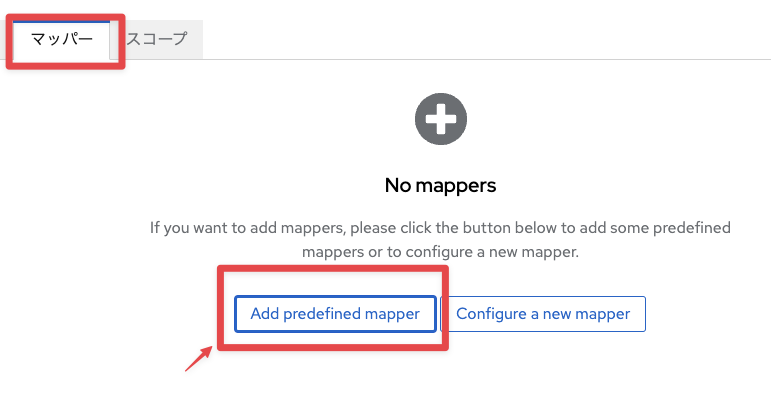 マッパー
スコープ
No mappers
If you want to add mappers, please click the button below to add some predefined
mappers or to configure a new mapper.
Add predefined mapper
Configure a new mapper